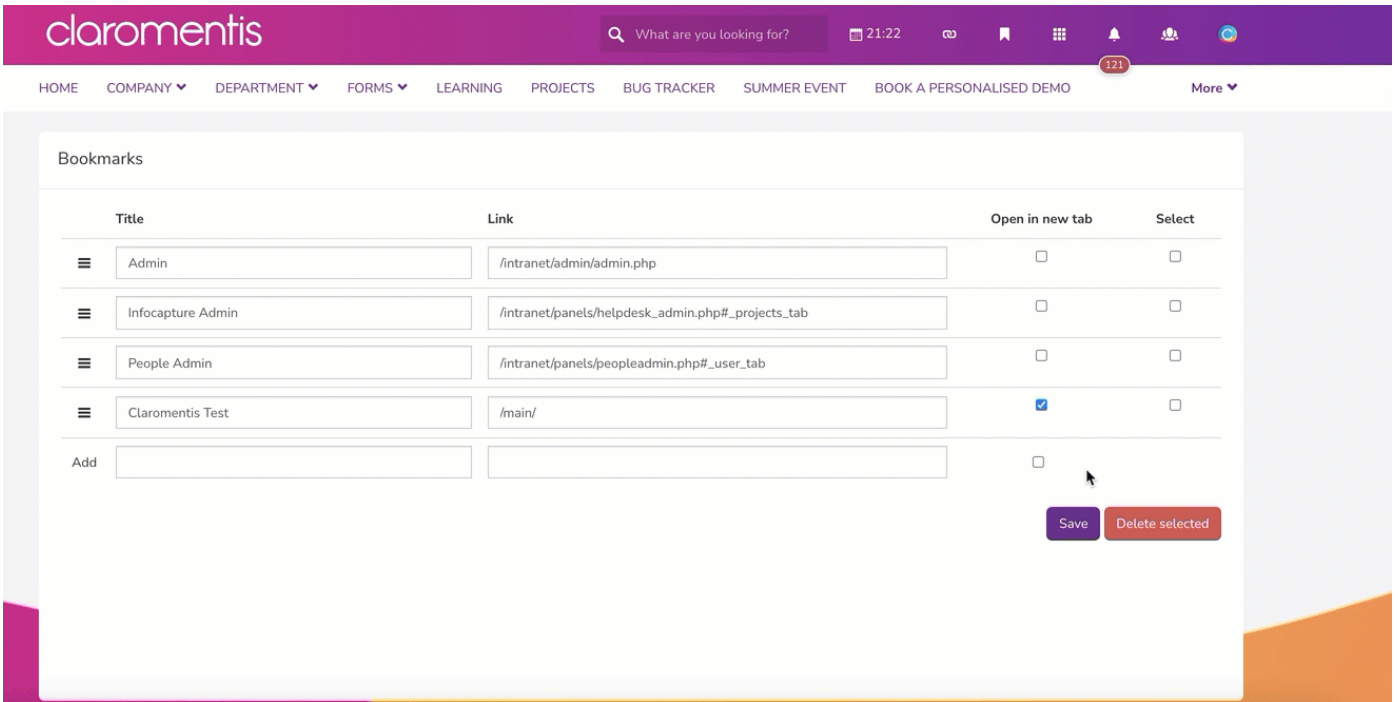 claromentis
What are you looking for?
21:22
121
HOME COMPANY DEPARTMENT FORMS LEARNING PROJECTS BUG TRACKER SUMMER EVENT BOOK A PERSONALISED DEMO More
Bookmarks
Title Link Open in new tab Select
Admin /intranet/admin/admin.php
Infocapture Admin /intranet/panels/helpdesk_admin.php#_projects_tab
People Admin /intranet/panels/peopleadmin.php#_user_tab
Claromentis Test /main/
Add
Save Delete selected